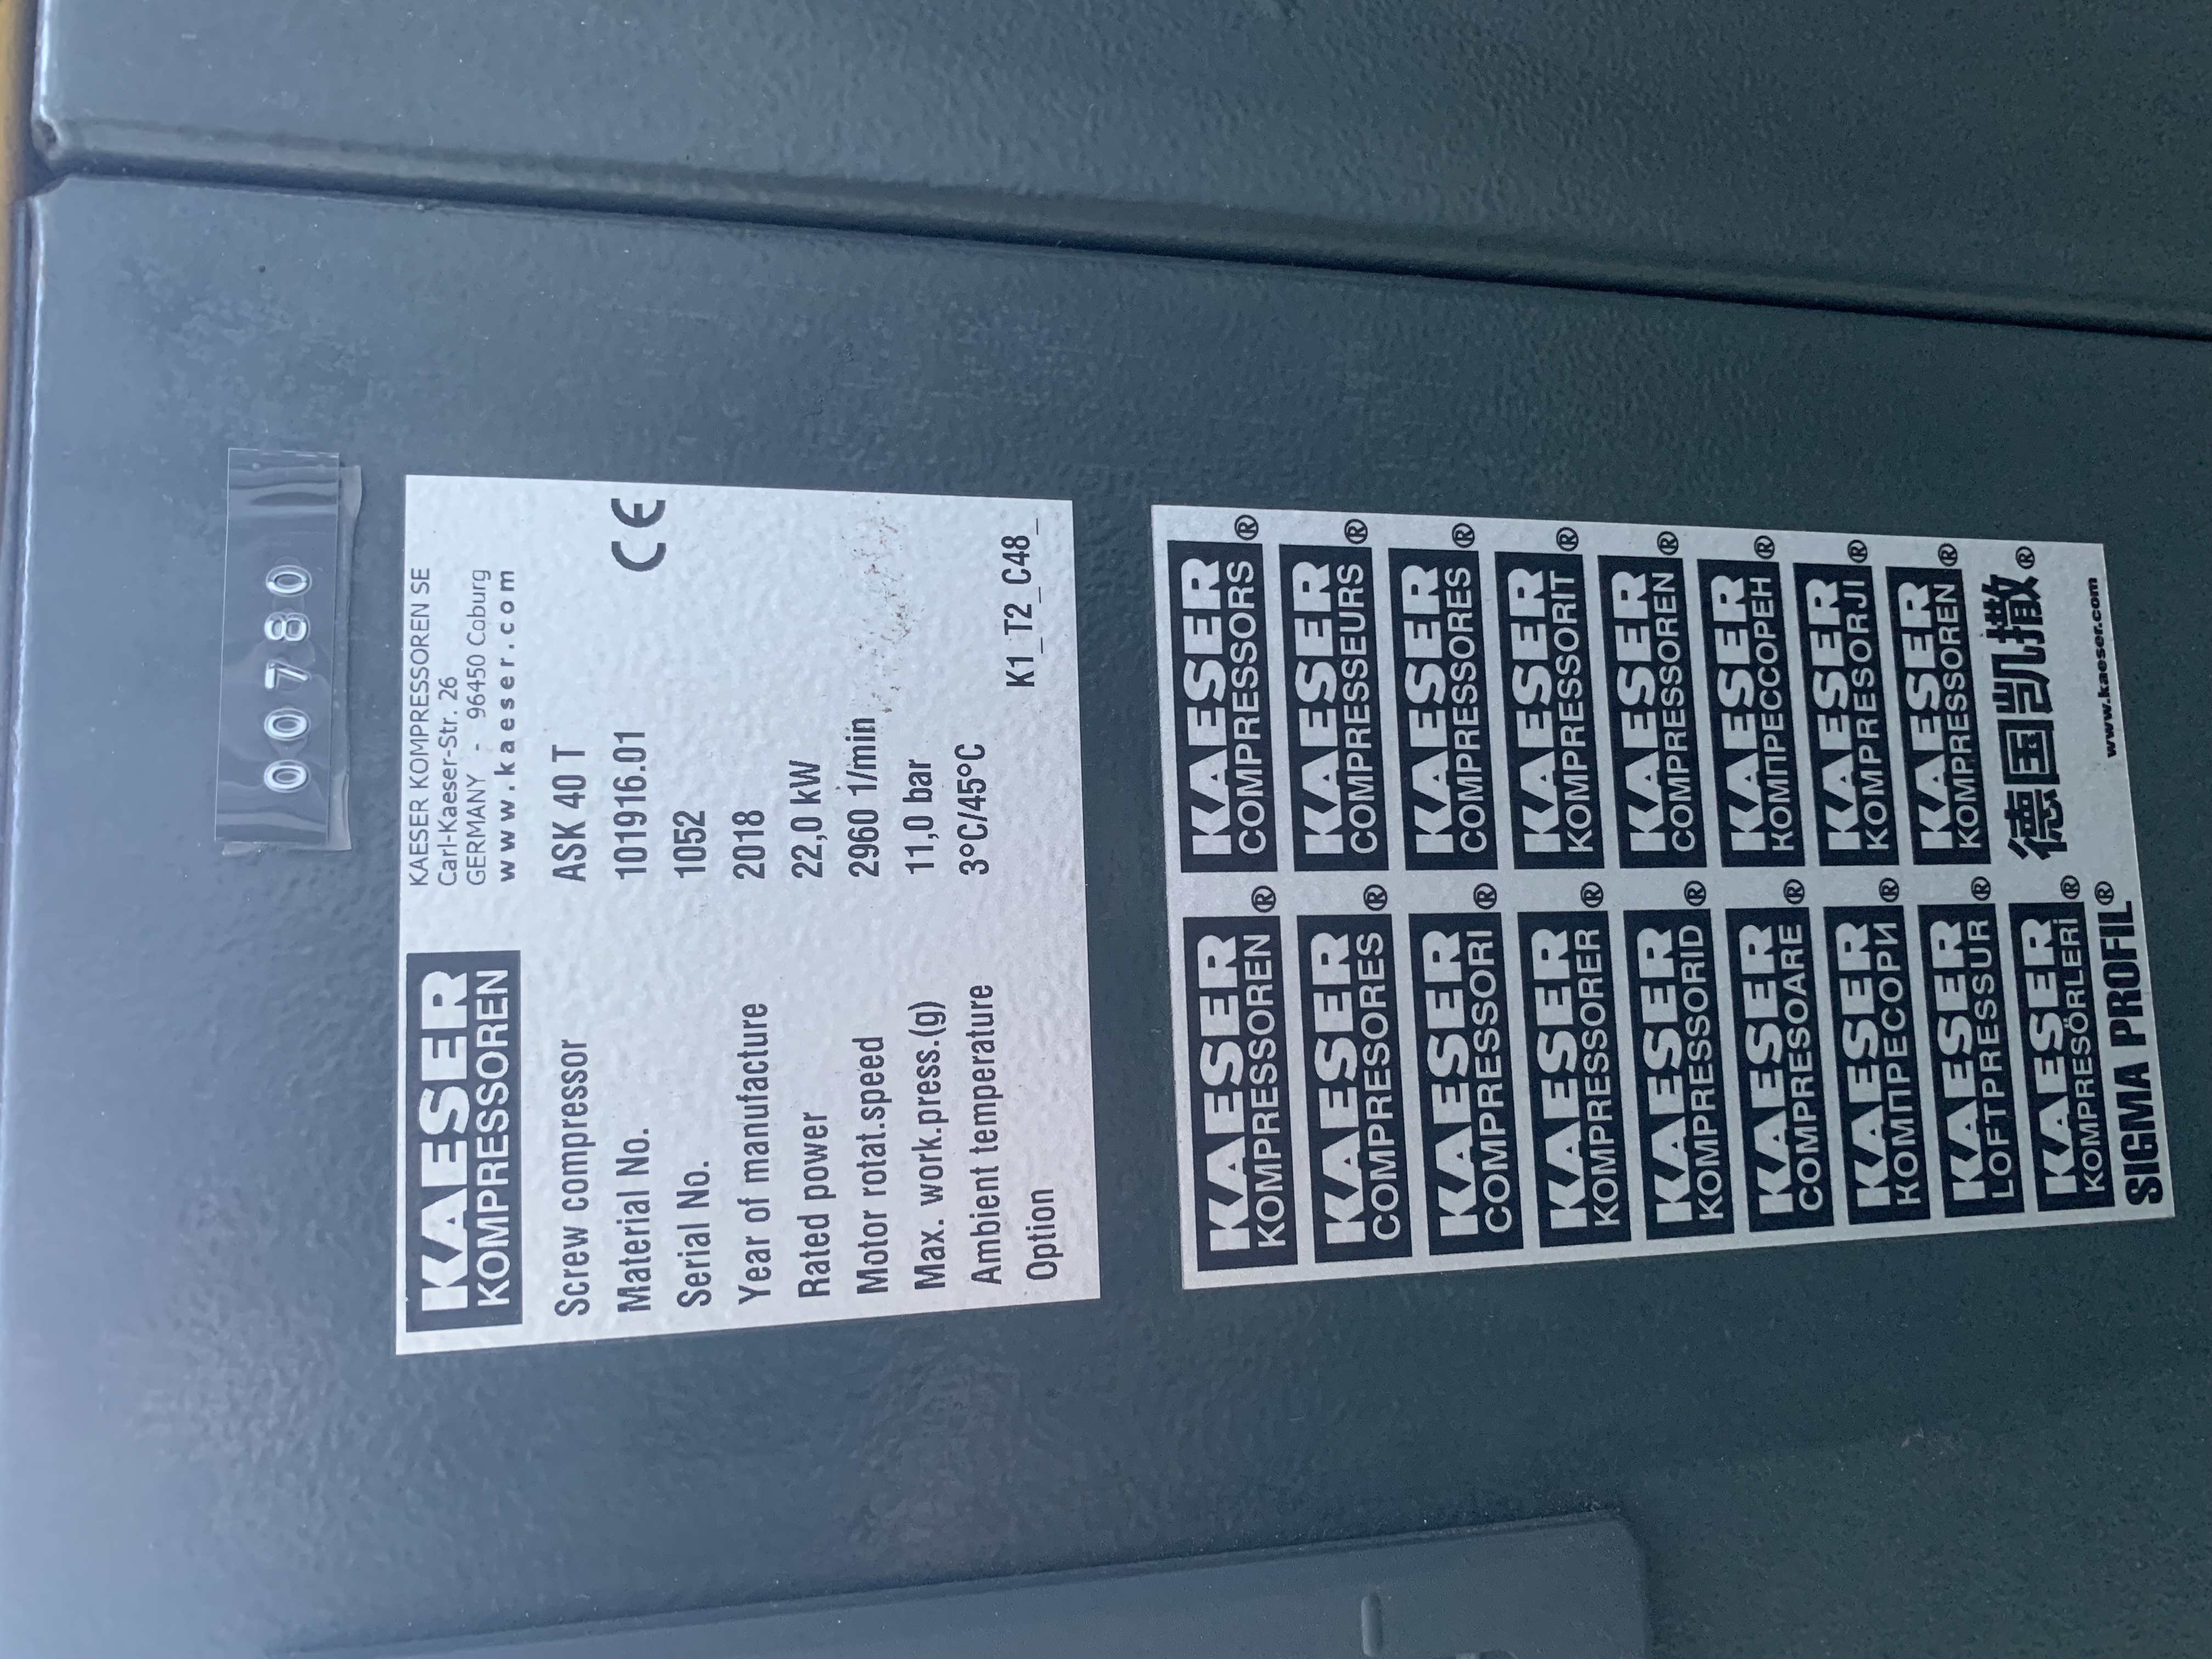 00780
KAESER KOMPRESSOREN
KAESER KOMPRESSOREN SE
Carl-Kaeser-Str. 26
GERMANY - 96450 Coburg
www.kaeser.com
Screw compressor ASK 40 T
Material No. 101916.01 CE
Serial No. 1052
Year of manufacture 2018
Rated power 22,0 kW
Motor rotat.speed 2960 1/min
Max. work.press.(g) 11,0 bar
Ambient temperature 3°C/45°C
Option K1_T2_C48_ _
KAESER KOMPRESSOREN® KAESER COMPRESSORS®
KAESER COMPRESORES® KAESER COMPRESSEURS®
KAESER COMPRESSORI® KAESER COMPRESSORES®
KAESER KOMPRESSORER® KAESER KOMPRESSORIT®
KAESER KOMPRESSORID® KAESER COMPRESSOREN®
KAESER COMPRESOARE® KAESER КОМПРЕССОРЕН®
KAESER КОМПРЕСОРИ® KAESER KOMPRESORJI®
KAESER LOFTPRESSUR® KAESER KOMPRESSOREN®
KAESER KOMPRESÖRLERİ® 德国凯撒®
SIGMA PROFIL® www.kaeser.com